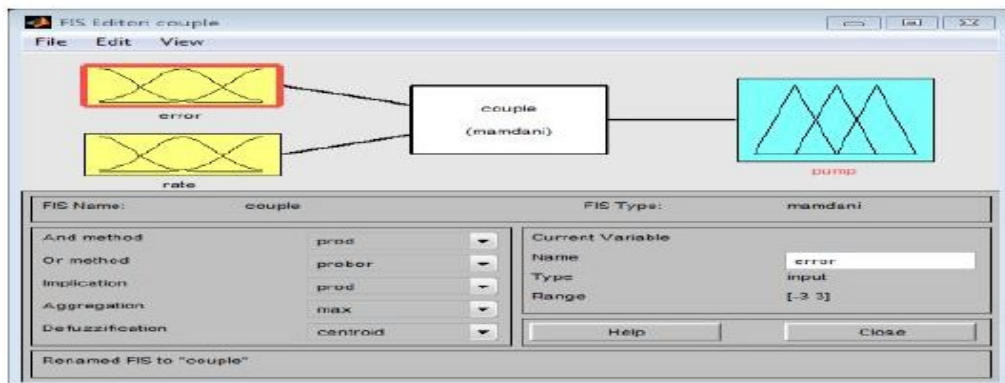 FIS Editor: couple
File Edit View
error
rate
couple
(mamdani)
pump
FIS Name: couple FIS Type: mamdani
And method prod
Or method probor
Implication prod
Aggregation max
Defuzzification centroid
Current Variable
Name error
Type input
Range [-3 3]
Help Close
Renamed FIS to "couple"